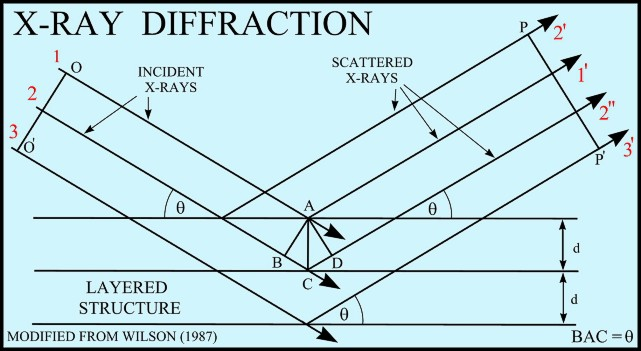 X-RAY DIFFRACTION
P
2'
1
O
INCIDENT
X-RAYS
SCATTERED
X-RAYS
1'
2
2"
3
O'
3'
P'
θ
A
θ
B
D
C
d
LAYERED
STRUCTURE
θ
d
MODIFIED FROM WILSON (1987)
BAC = θ